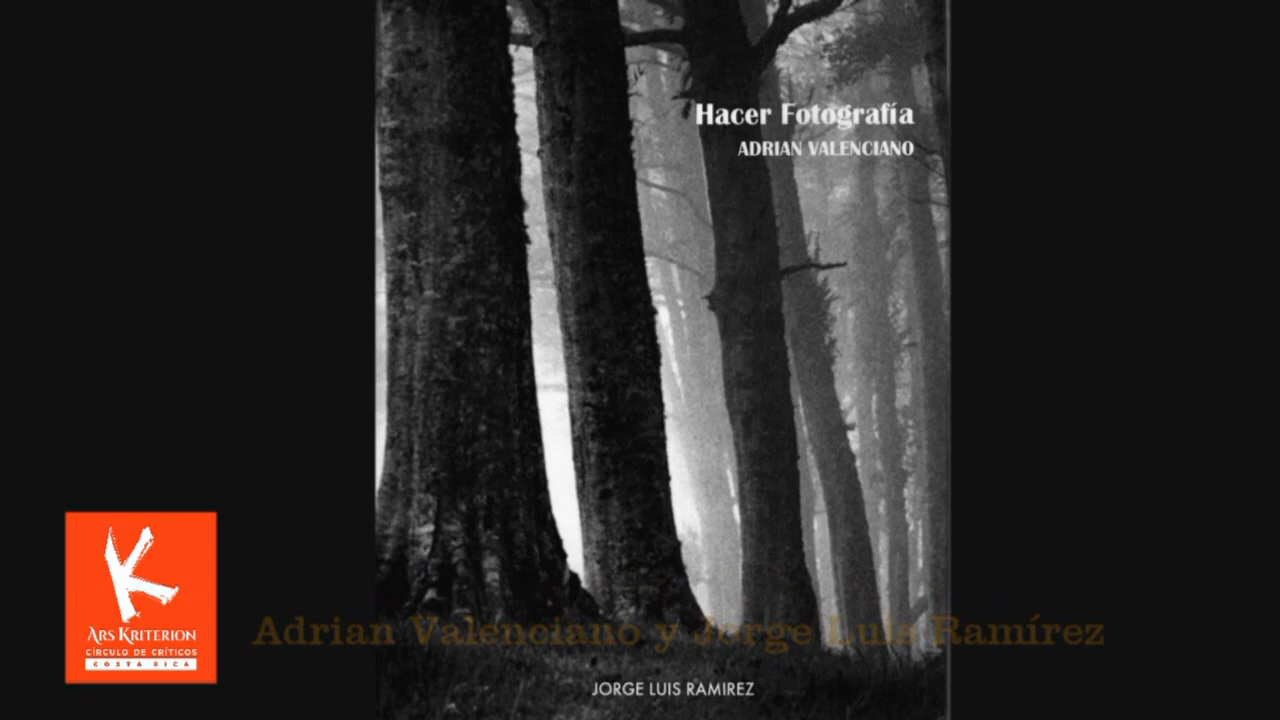 Hacer Fotografía
ADRIAN VALENCIANO
Adrian Valenciano y Jorge Luis Ramírez
JORGE LUIS RAMIREZ
K
ARS KRITERION
CÍRCULO DE CRÍTICOS
COSTA RICA